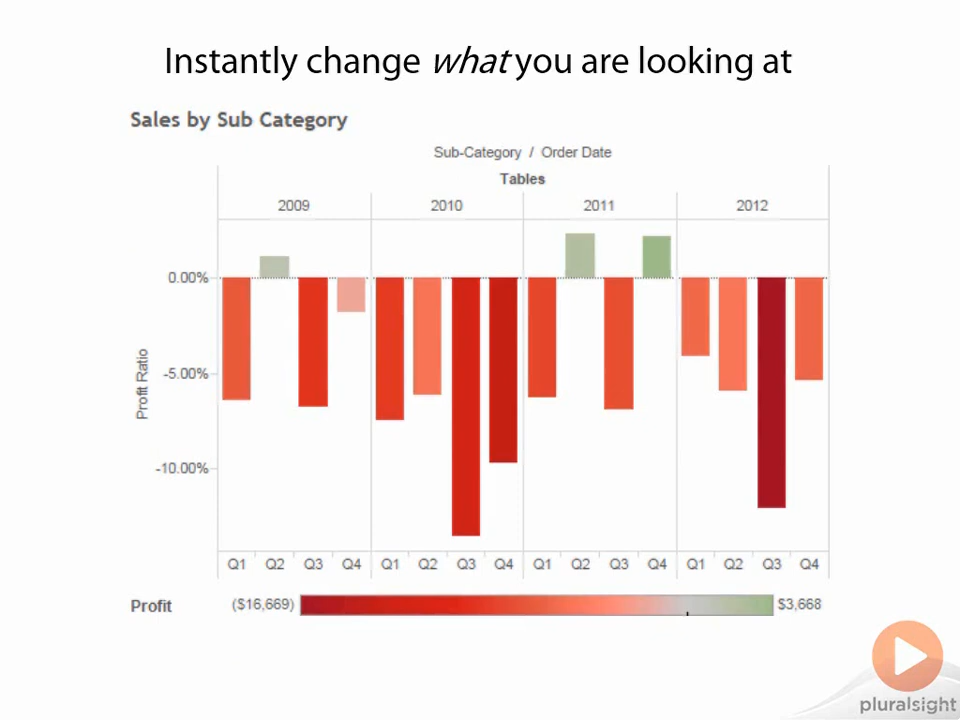 Instantly change what you are looking at
Sales by Sub Category
Sub-Category / Order Date
Tables
2009 2010 2011 2012
0.00%
-5.00%
-10.00%
Profit Ratio
Q1 Q2 Q3 Q4 Q1 Q2 Q3 Q4 Q1 Q2 Q3 Q4 Q1 Q2 Q3 Q4
Profit ($16,669) $3,668
pluralsight